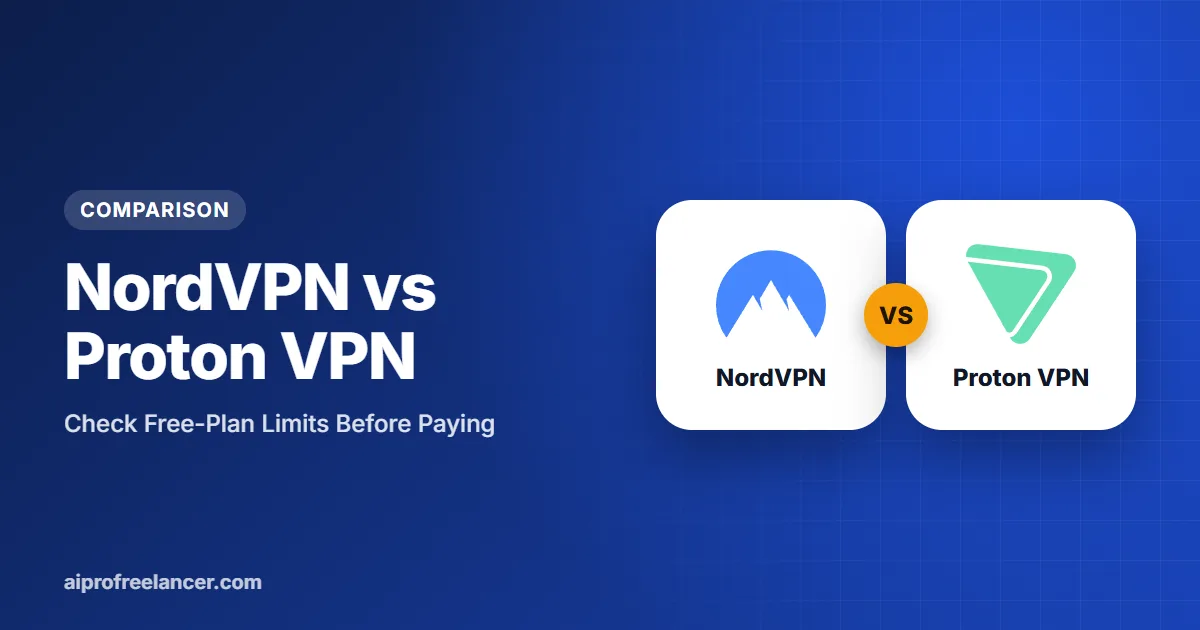 COMPARISON
NordVPN vs
Proton VPN
Check Free-Plan Limits Before Paying
NordVPN
VS
Proton VPN
aiprofreelancer.com